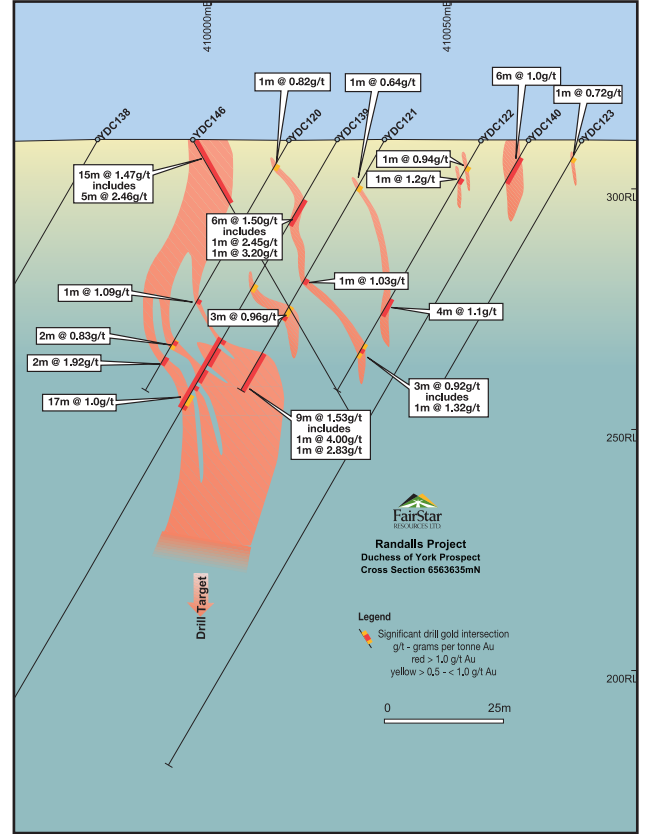 410000mE
410050mE
YDC138
YDC146
YDC120
YDC139
YDC121
YDC122
YDC140
YDC123
1m @ 0.82g/t
1m @ 0.64g/t
6m @ 1.0g/t
1m @ 0.72g/t
15m @ 1.47g/t
includes
5m @ 2.46g/t
1m @ 0.94g/t
1m @ 1.2g/t
300RL
6m @ 1.50g/t
includes
1m @ 2.45g/t
1m @ 3.20g/t
1m @ 1.09g/t
1m @ 1.03g/t
3m @ 0.96g/t
4m @ 1.1g/t
2m @ 0.83g/t
2m @ 1.92g/t
17m @ 1.0g/t
3m @ 0.92g/t
includes
1m @ 1.32g/t
9m @ 1.53g/t
includes
1m @ 4.00g/t
1m @ 2.83g/t
250RL
FairStar
RESOURCES LTD
Randalls Project
Duchess of York Prospect
Cross Section 6563635mN
Drill Target
Legend
Significant drill gold intersection
g/t - grams per tonne Au
red > 1.0 g/t Au
yellow > 0.5 - < 1.0 g/t Au
200RL
0
25m